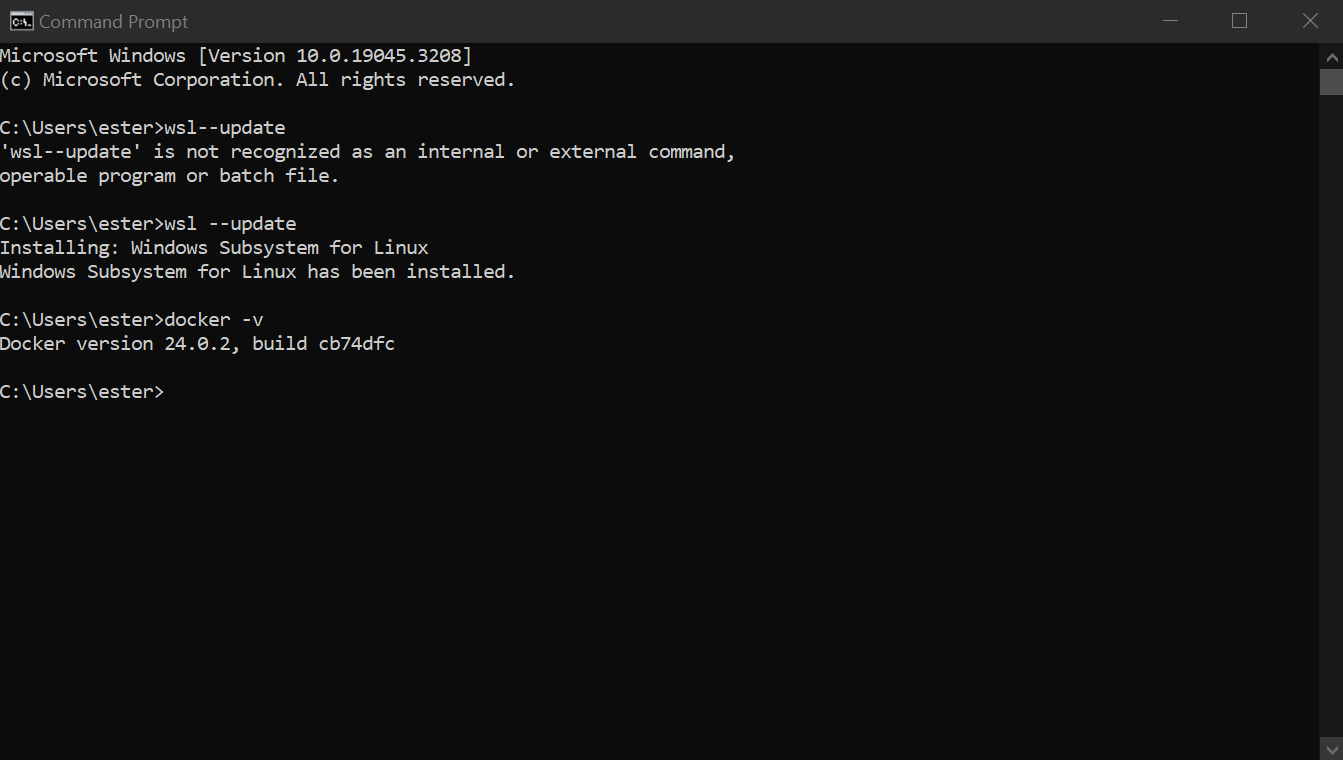 Command Prompt
Microsoft Windows [Version 10.0.19045.3208]
(c) Microsoft Corporation. All rights reserved.
C:\Users\ester>wsl--update
'wsl--update' is not recognized as an internal or external command,
operable program or batch file.
C:\Users\ester>wsl --update
Installing: Windows Subsystem for Linux
Windows Subsystem for Linux has been installed.
C:\Users\ester>docker -v
Docker version 24.0.2, build cb74dfc
C:\Users\ester>